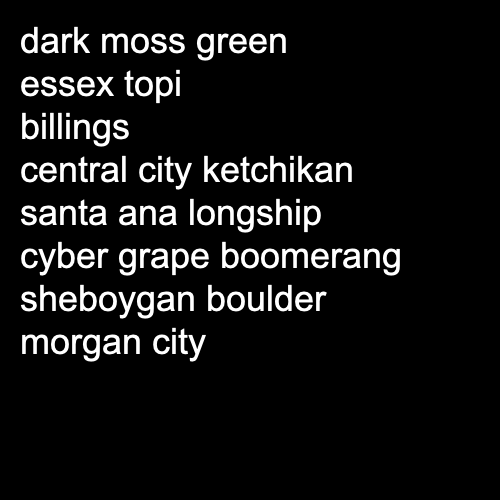 dark moss green
essex topi
billings
central city ketchikan
santa ana longship
cyber grape boomerang
sheboygan boulder
morgan city